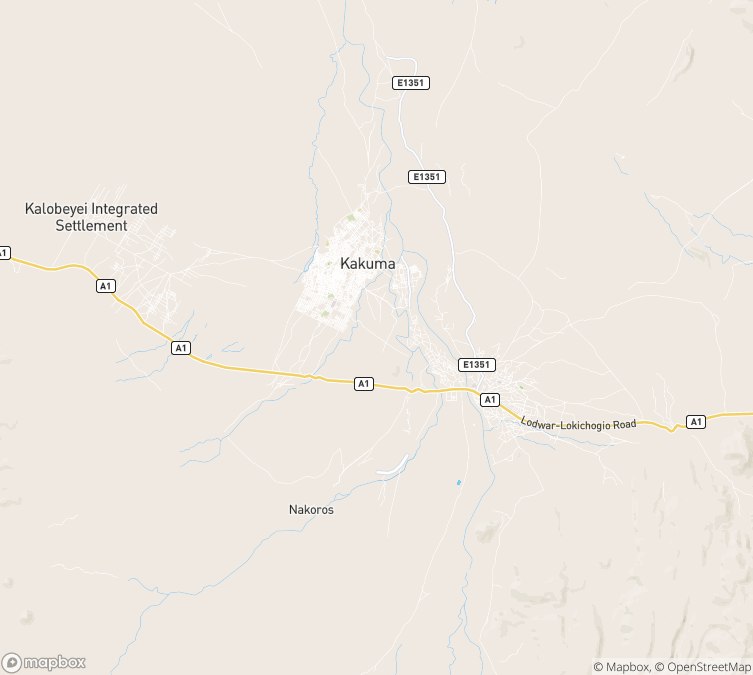 E1351
E1351
Kalobeyei Integrated
Settlement
A1
Kakuma
A1
A1
E1351
A1
A1
Lodwar-Lokichogio Road
A1
Nakoros
mapbox
© Mapbox, © OpenStreetMap